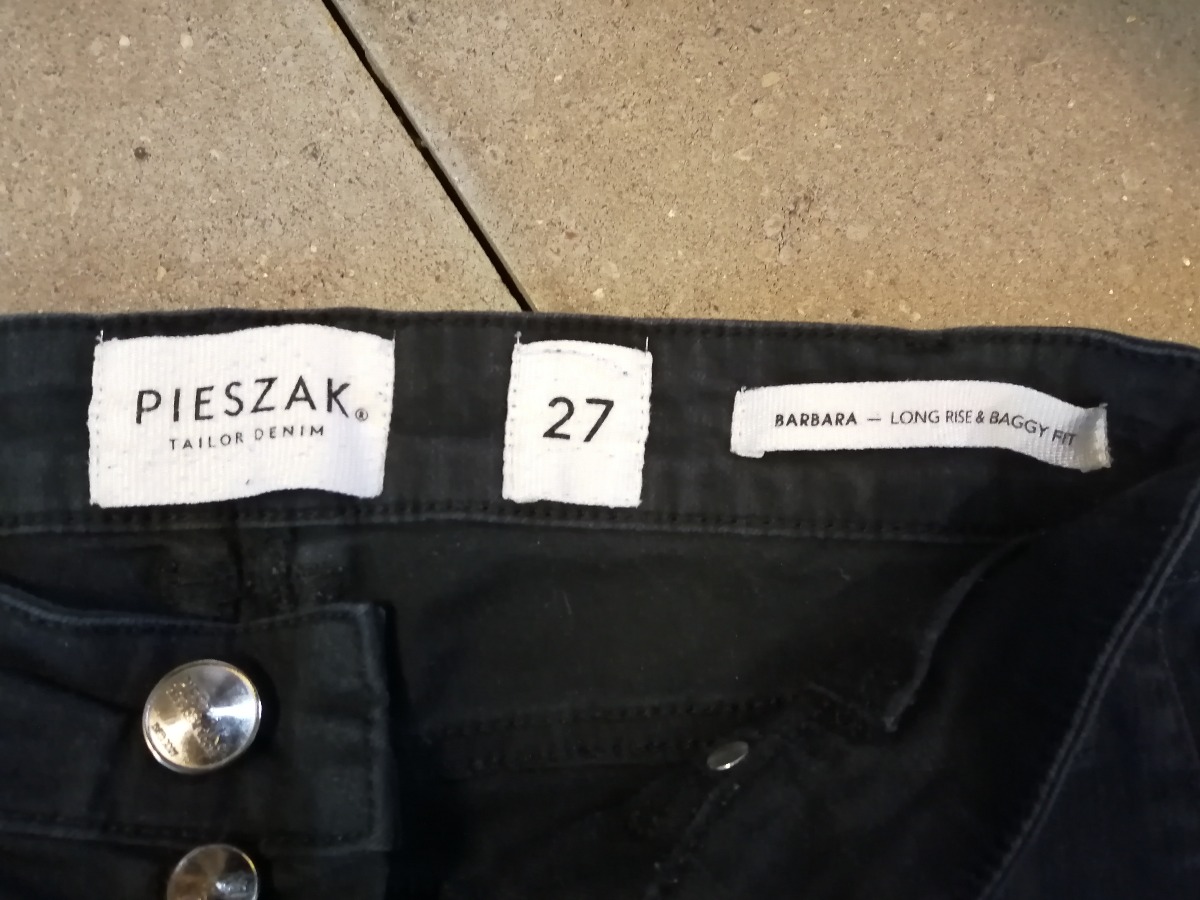 PIESZAK®
TAILOR DENIM
27
BARBARA — LONG RISE & BAGGY FIT